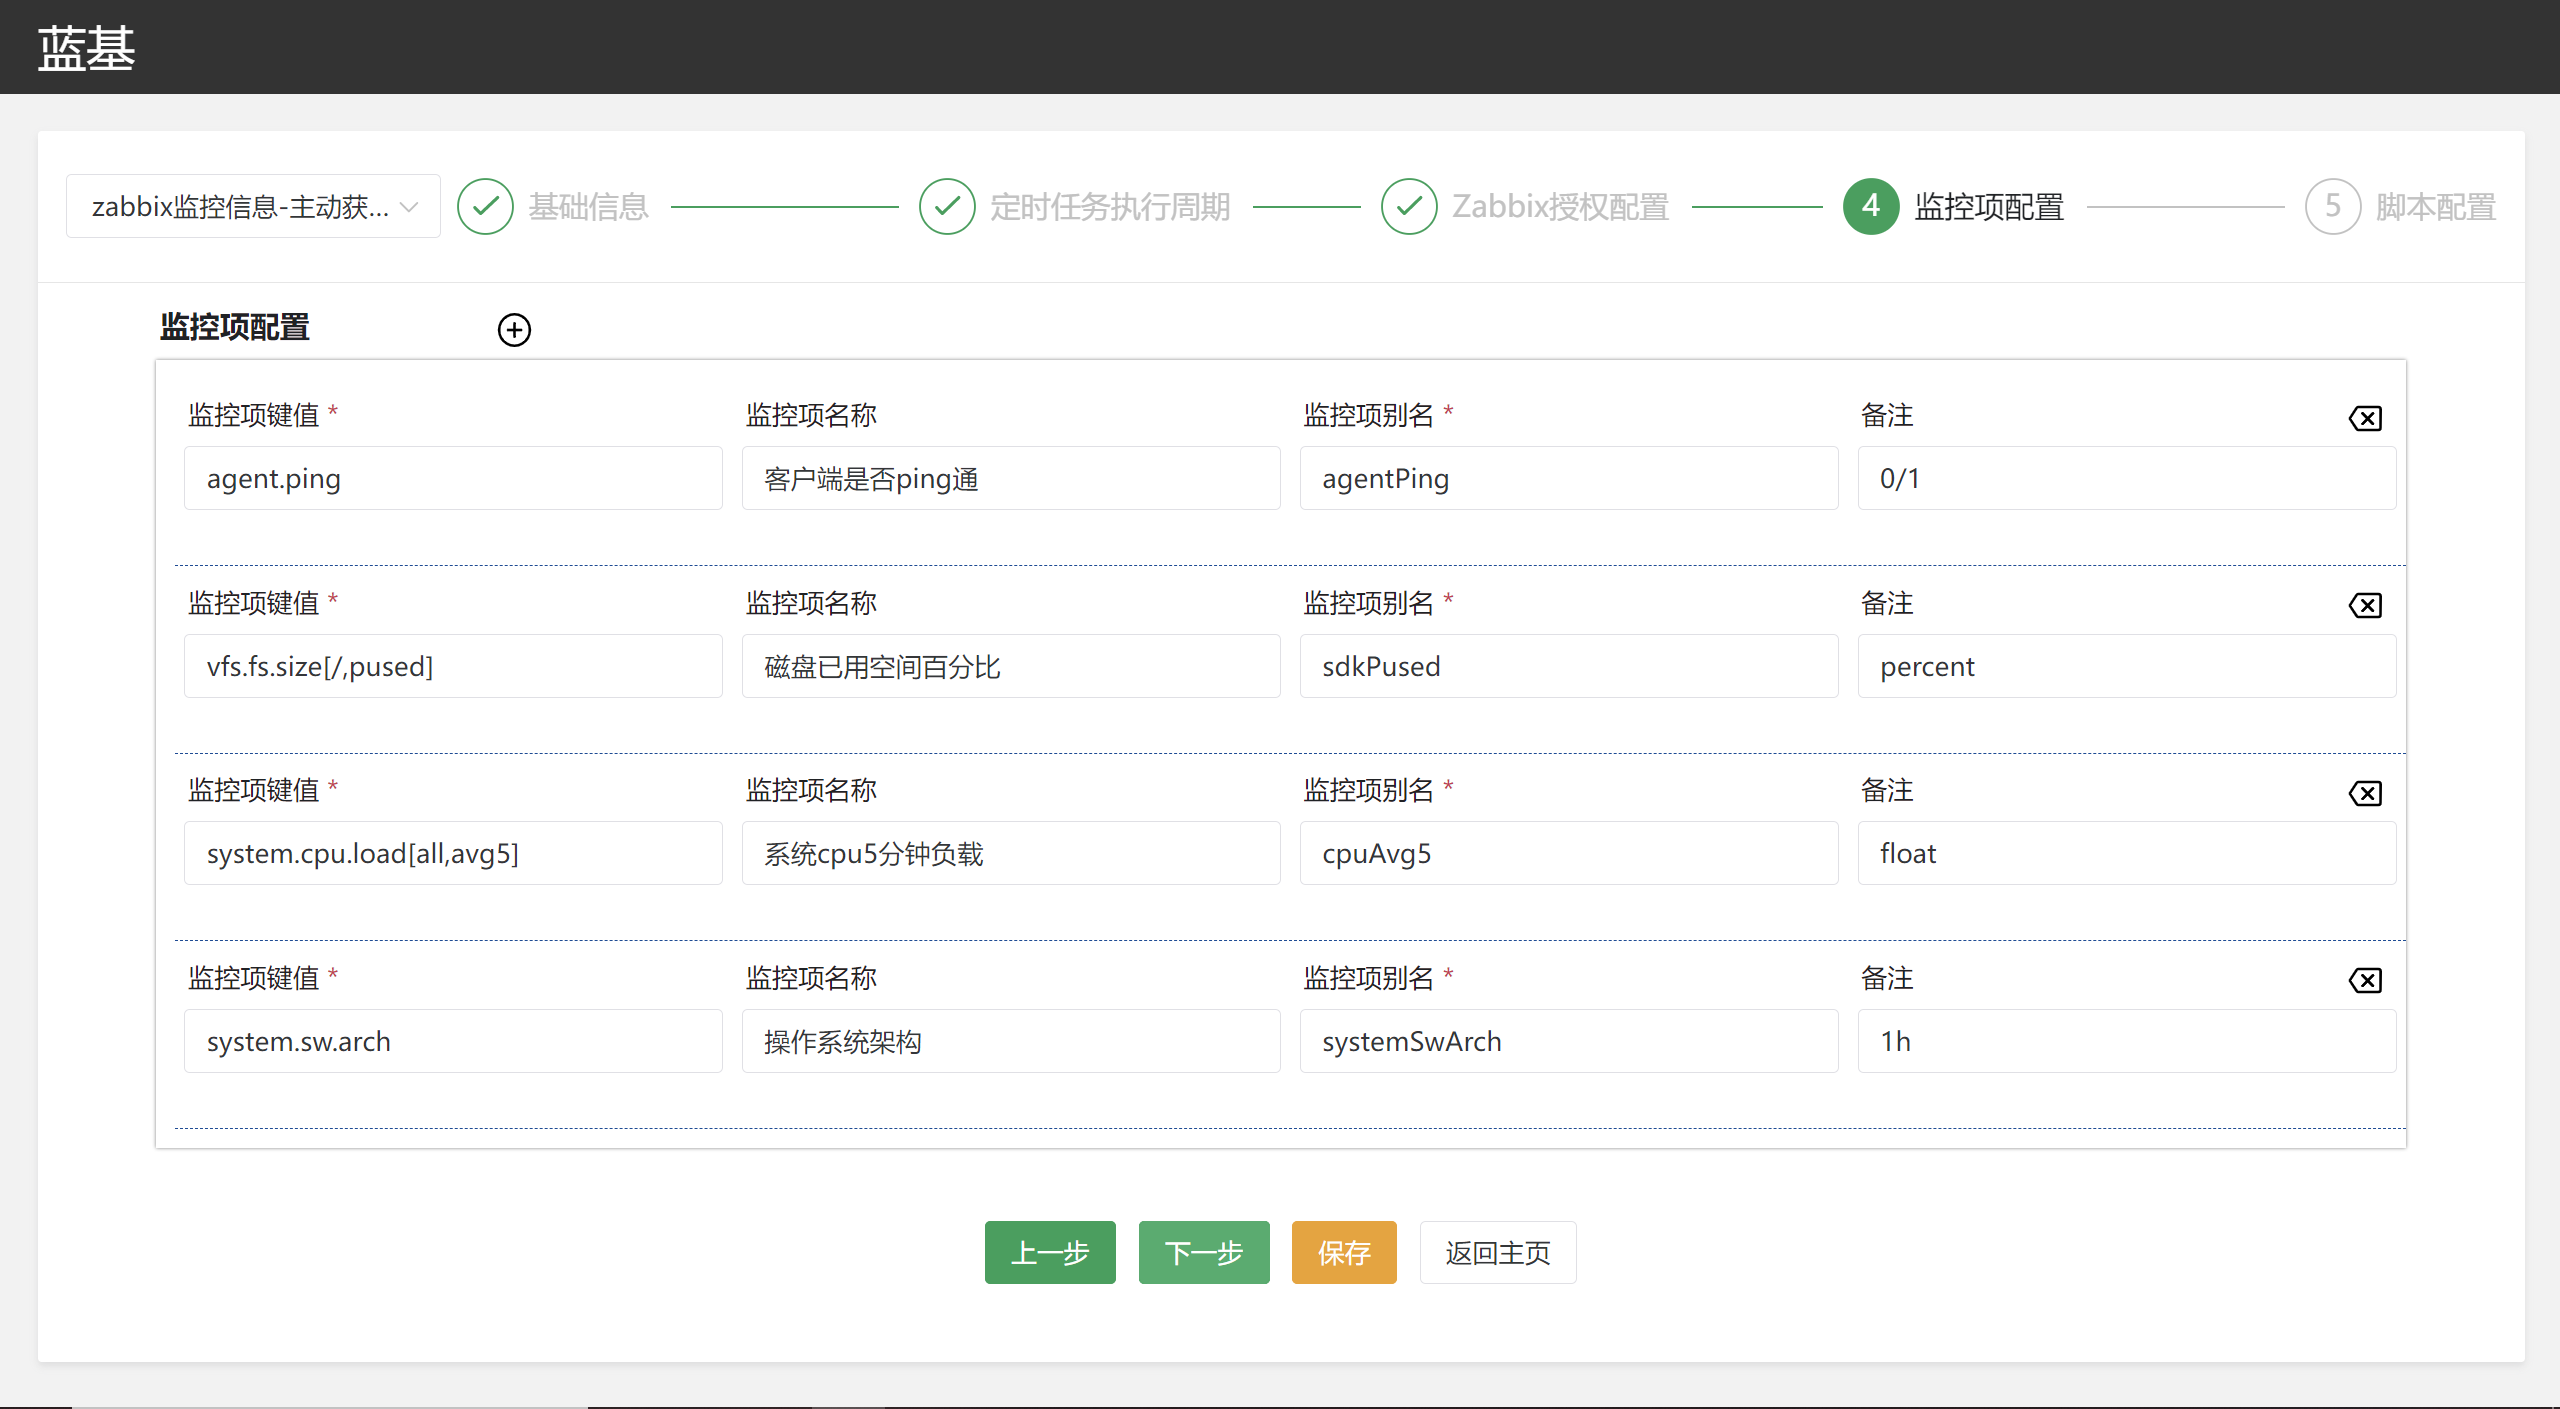 蓝基
zabbix监控信息-主动获... 基础信息 定时任务执行周期 Zabbix授权配置 4 监控项配置 5 脚本配置
监控项配置
监控项键值 * 监控项名称 监控项别名 * 备注
agent.ping 客户端是否ping通 agentPing 0/1
监控项键值 * 监控项名称 监控项别名 * 备注
vfs.fs.size[/,pused] 磁盘已用空间百分比 sdkPused percent
监控项键值 * 监控项名称 监控项别名 * 备注
system.cpu.load[all,avg5] 系统cpu5分钟负载 cpuAvg5 float
监控项键值 * 监控项名称 监控项别名 * 备注
system.sw.arch 操作系统架构 systemSwArch 1h
上一步 下一步 保存 返回主页